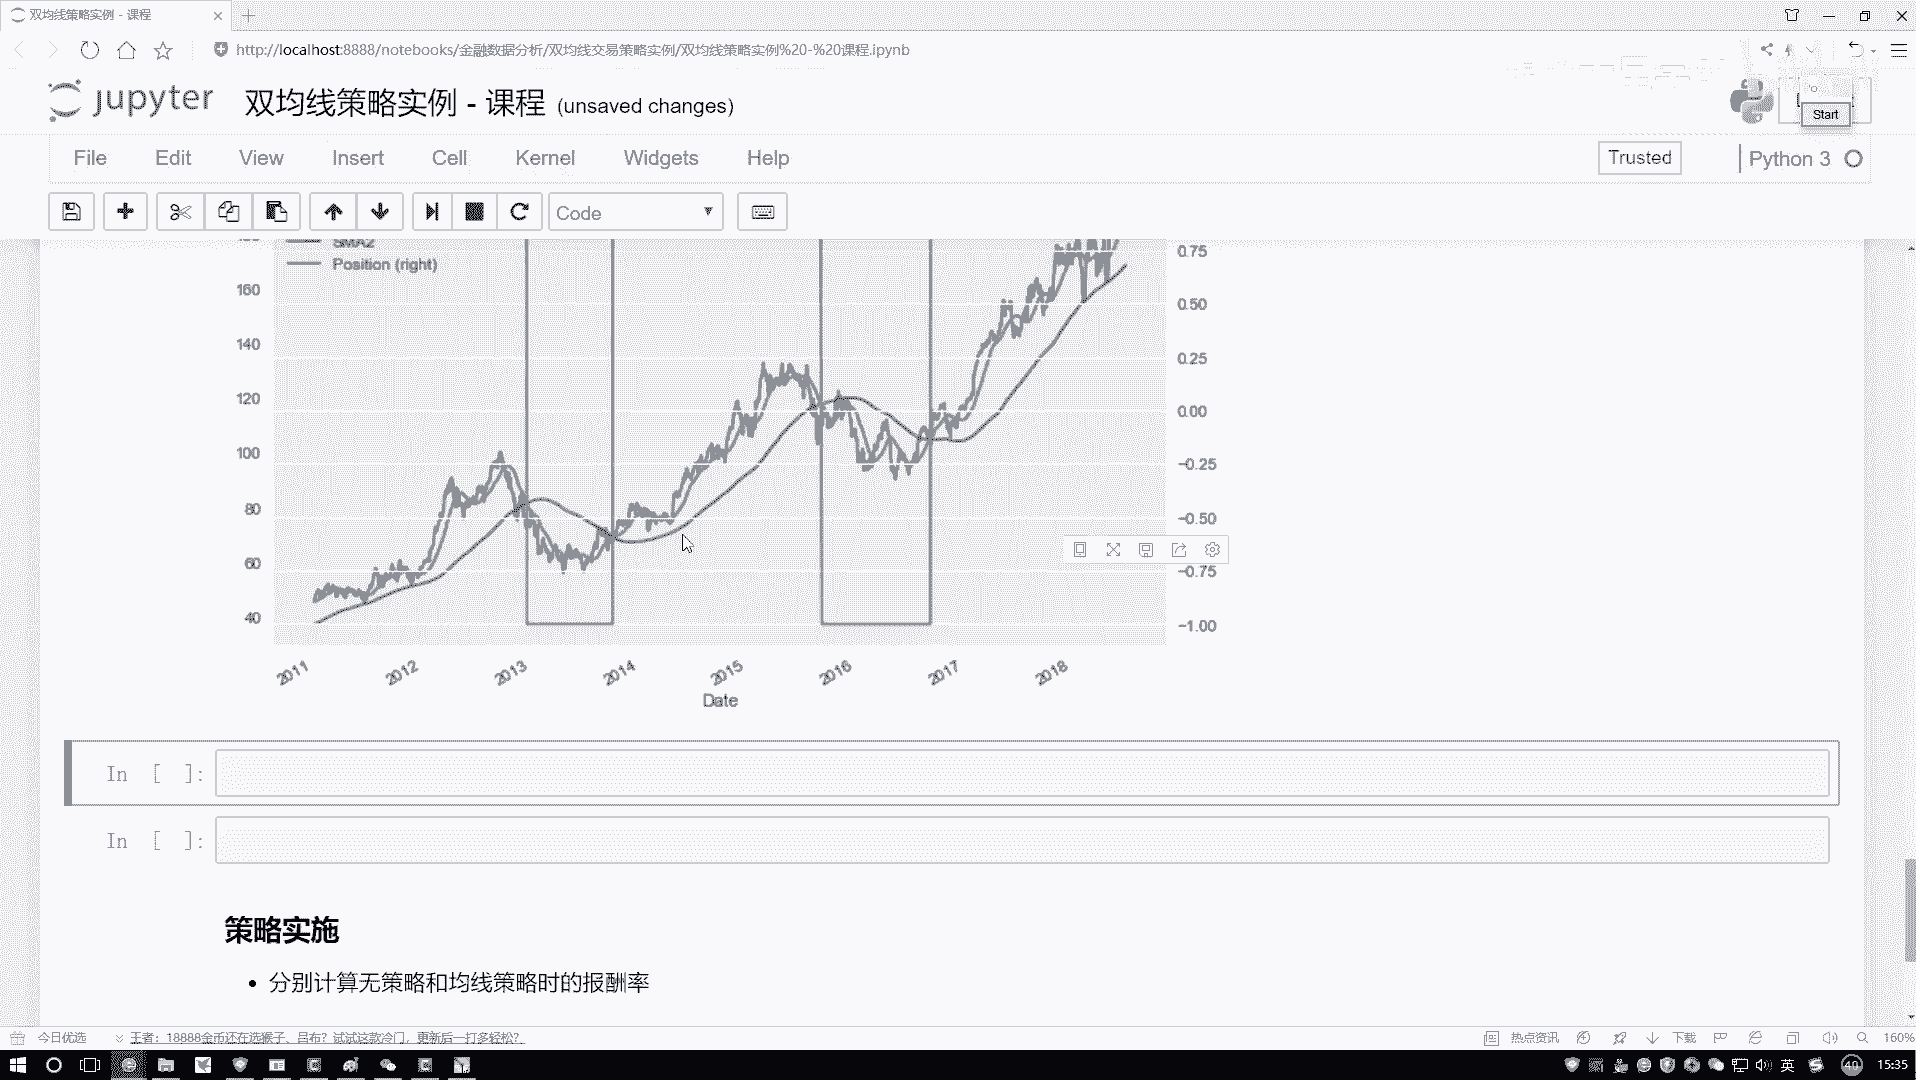 双均线策略实例 - 课程
http://localhost:8888/notebooks/金融数据分析/双均线交易策略实例/双均线策略实例%20-%20课程.ipynb
jupyter 双均线策略实例 - 课程 (unsaved changes)
Start
File Edit View Insert Cell Kernel Widgets Help
Trusted
Python 3
Code
SMA2
Position (right)
160
140
120
100
80
60
40
0.75
0.50
0.25
0.00
−0.25
−0.50
−0.75
−1.00
2011 2012 2013 2014 2015 2016 2017 2018
Date
In [ ]:
In [ ]:
策略实施
• 分别计算无策略和均线策略时的报酬率
今日优选
王者：18888金币还在选猴子、吕布？试试这款冷门，更新后一打多轻松？
热点资讯
下载
160%
英
40
15:35